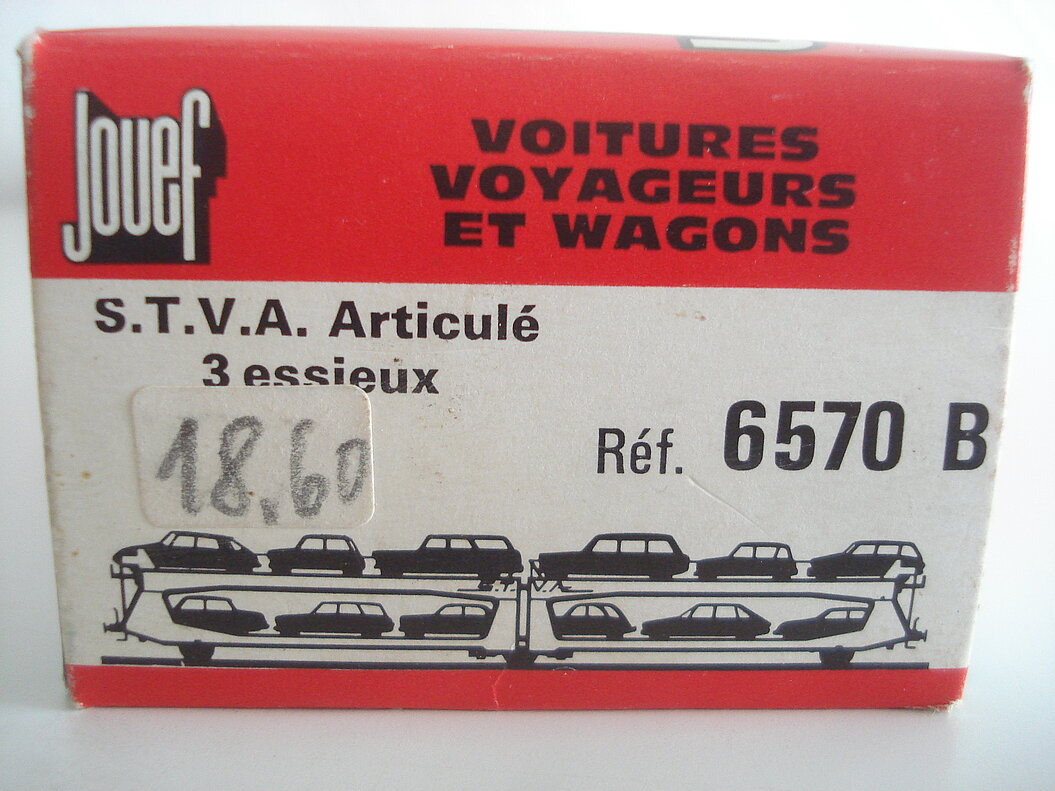 Jouef
VOITURES
VOYAGEURS
ET WAGONS
S.T.V.A. Articulé
3 essieux
18,60
Réf. 6570 B
S.T.V.A.